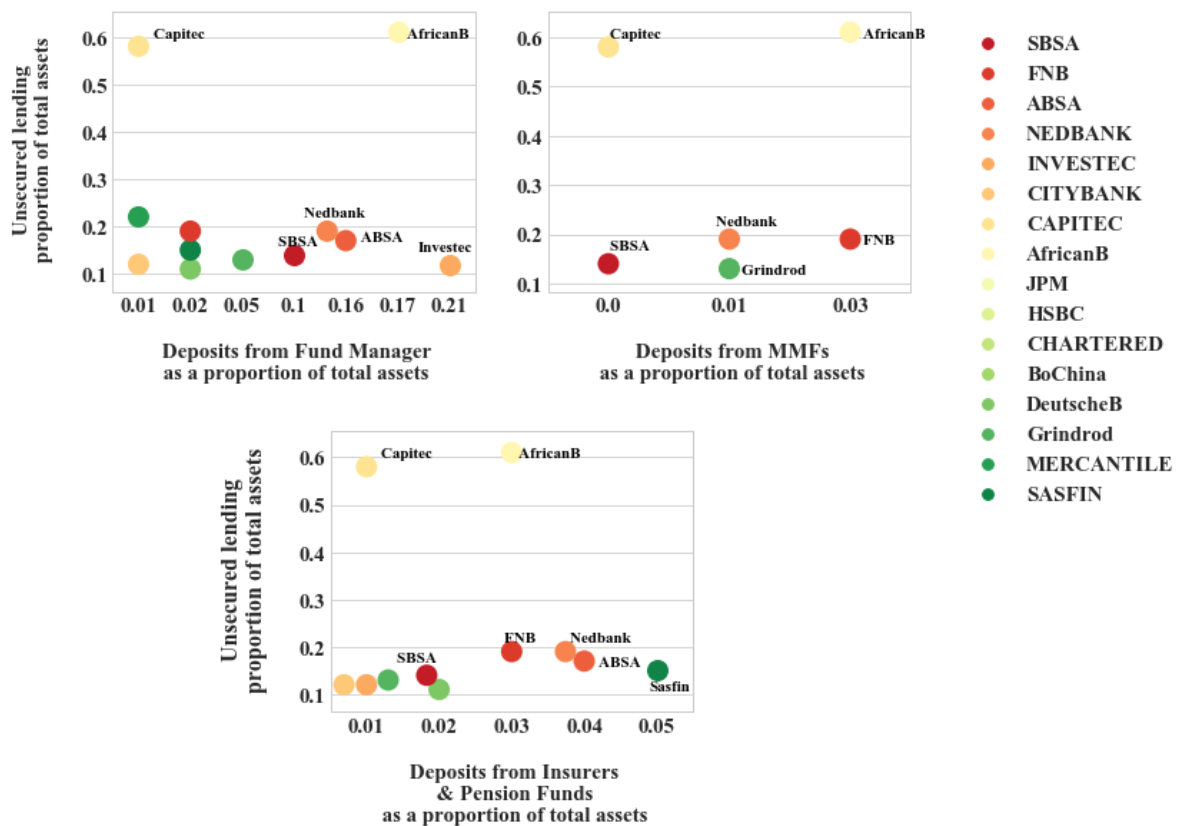 Unsecured lending
proportion of total assets
0.6
0.5
0.4
0.3
0.2
0.1
Capitec
AfricanB
Nedbank
SBSA
ABSA
Investec
0.01 0.02 0.05 0.1 0.16 0.17 0.21
Deposits from Fund Manager
as a proportion of total assets
0.6
0.5
0.4
0.3
0.2
0.1
Capitec
AfricanB
SBSA
Nedbank
FNB
Grindrod
0.0 0.01 0.03
Deposits from MMFs
as a proportion of total assets
SBSA
FNB
ABSA
NEDBANK
INVESTEC
CITYBANK
CAPITEC
AfricanB
JPM
HSBC
CHARTERED
BoChina
DeutscheB
Grindrod
MERCANTILE
SASFIN
Unsecured lending
proportion of total assets
0.6
0.5
0.4
0.3
0.2
0.1
Capitec
AfricanB
FNB
Nedbank
SBSA
ABSA
Sasfin
0.01 0.02 0.03 0.04 0.05
Deposits from Insurers
& Pension Funds
as a proportion of total assets